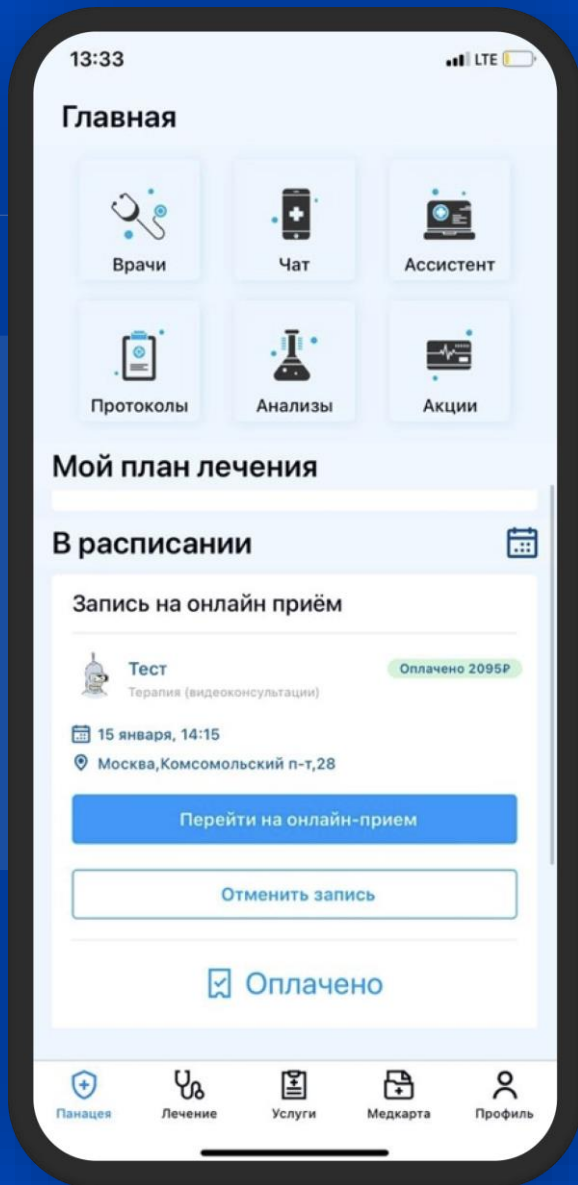 13:33
LTE
Главная
Врачи
Чат
Ассистент
Протоколы
Анализы
Акции
Мой план лечения
В расписании
Запись на онлайн приём
Тест
Оплачено 2095₽
Терапия (видеоконсультации)
15 января, 14:15
Москва,Комсомольский п-т,28
Перейти на онлайн-прием
Отменить запись
Оплачено
Панацея
Лечение
Услуги
Медкарта
Профиль